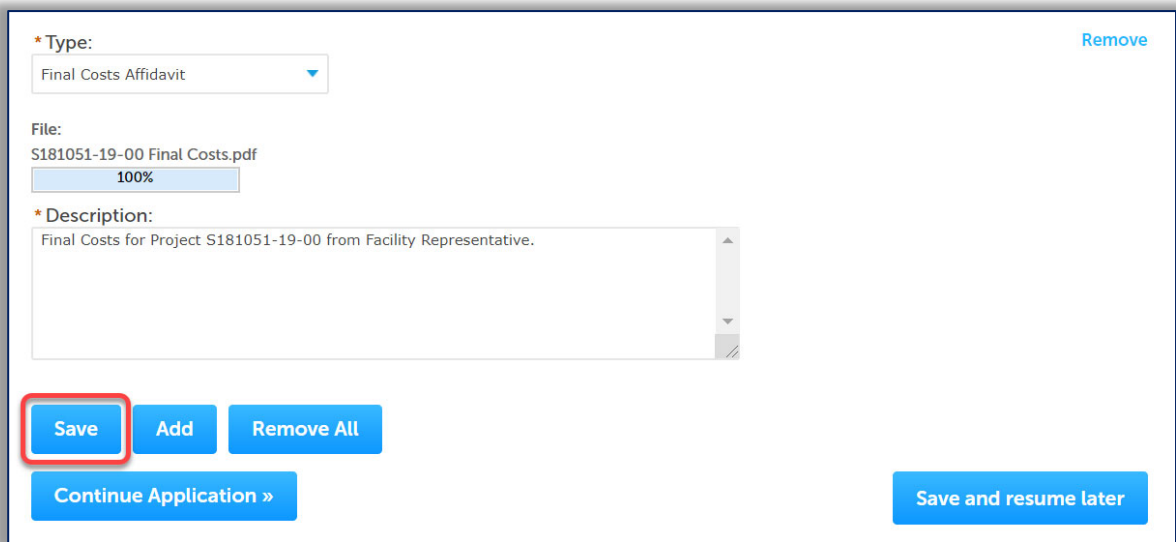 * Type:
Remove
Final Costs Affidavit
File:
S181051-19-00 Final Costs.pdf
100%
* Description:
Final Costs for Project S181051-19-00 from Facility Representative.
Save
Add
Remove All
Continue Application »
Save and resume later